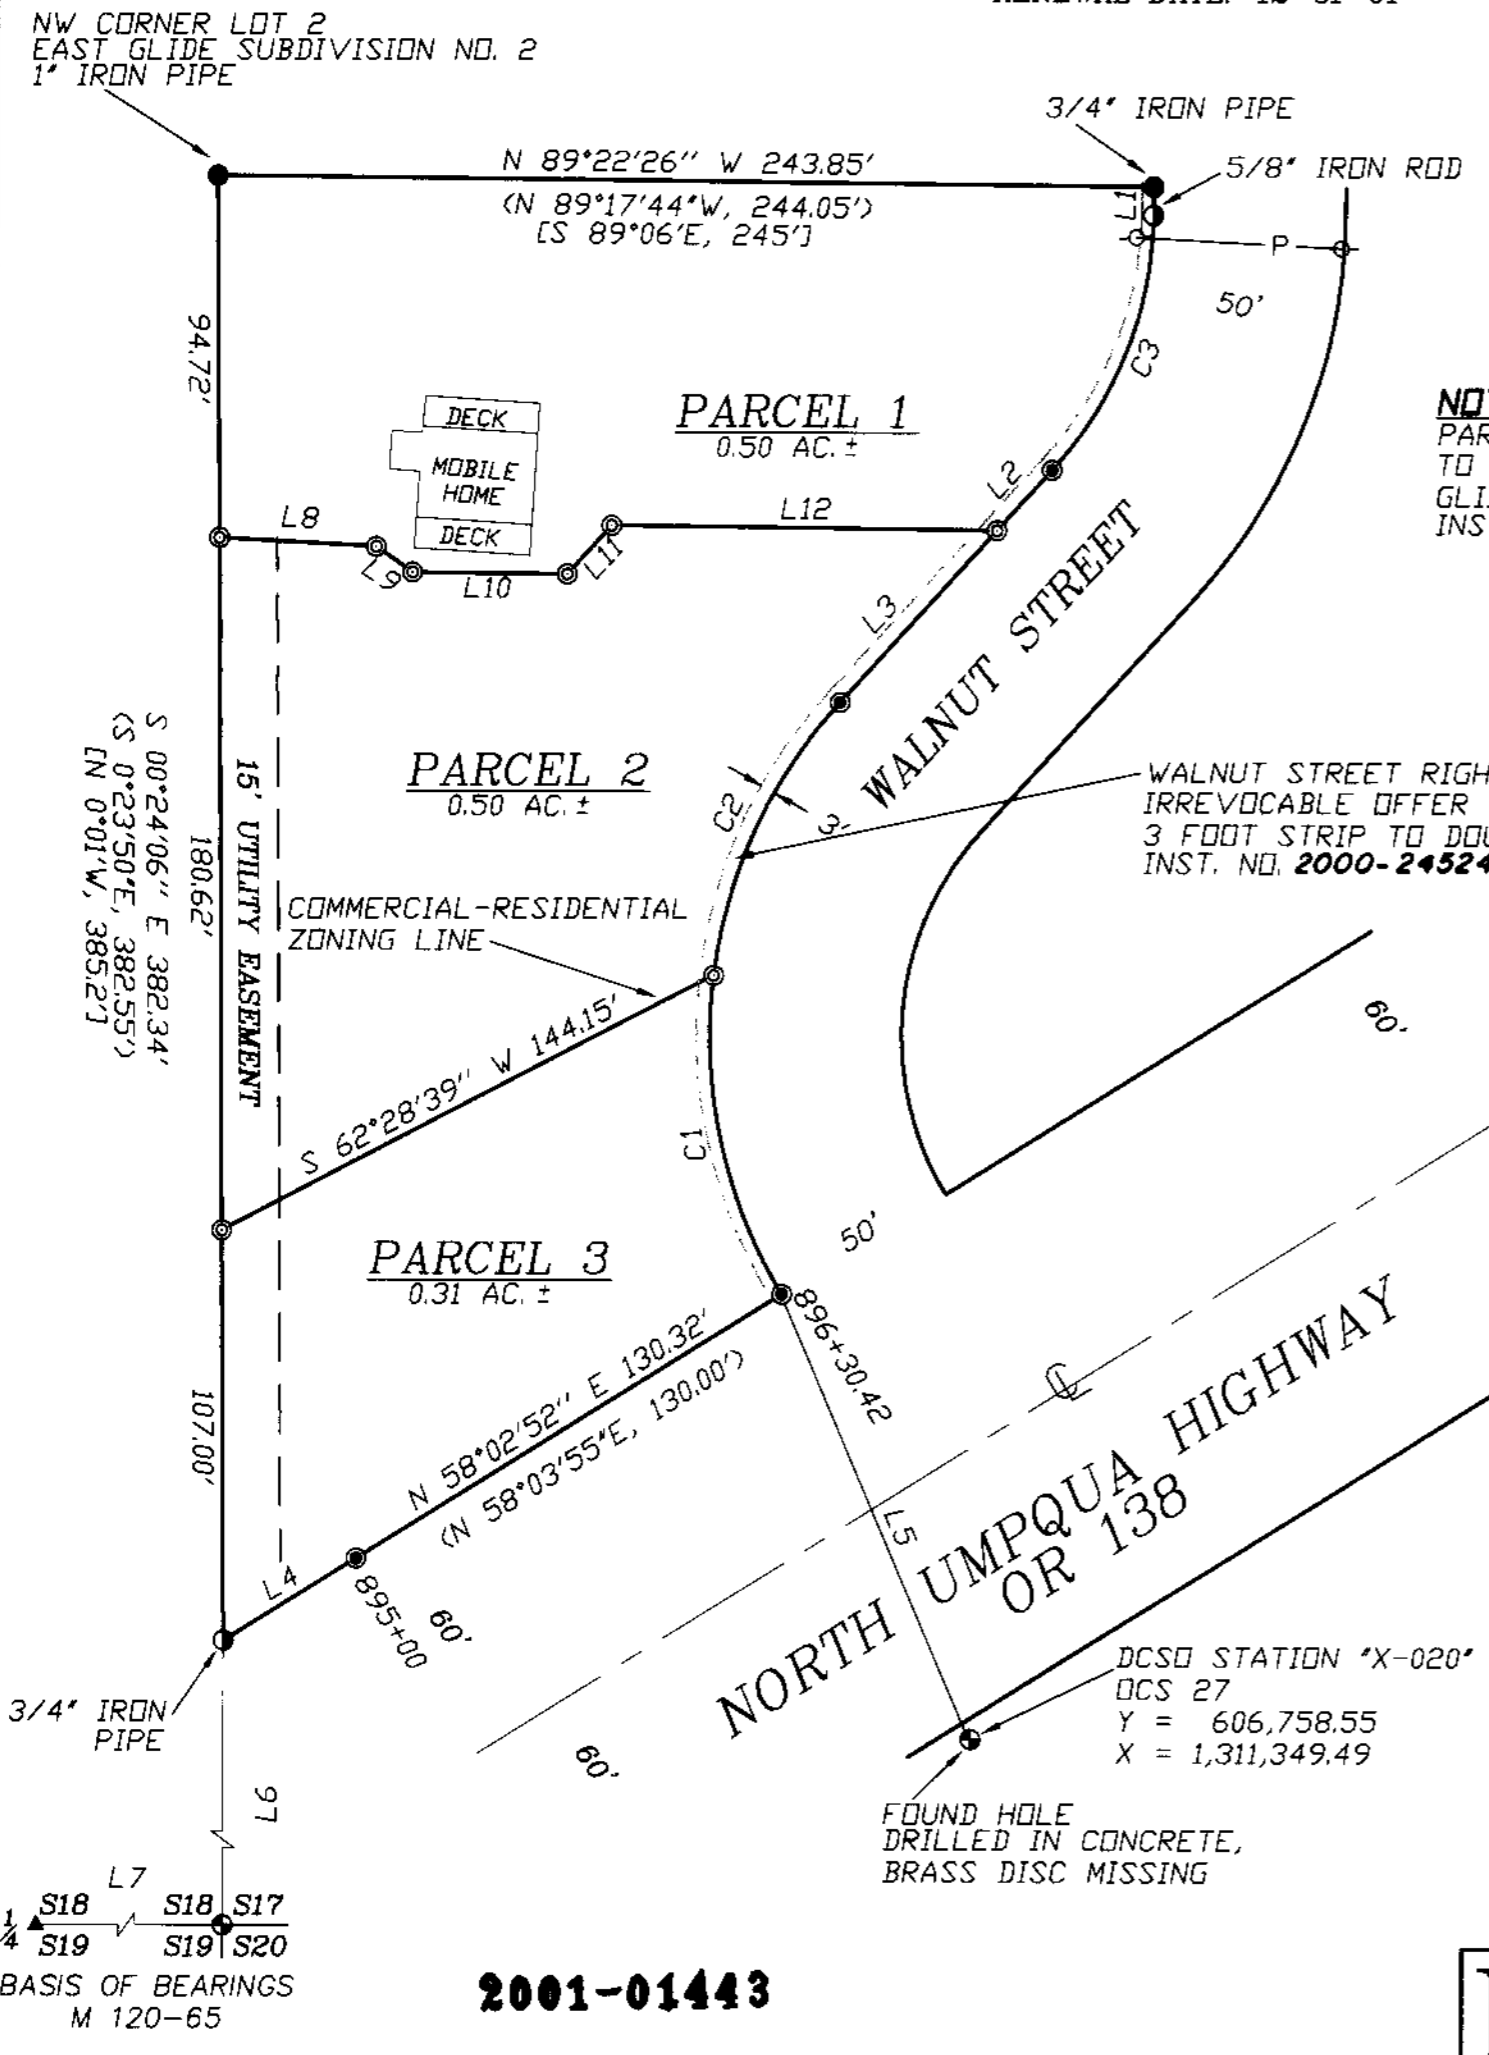 NW CORNER LOT 2
EAST GLIDE SUBDIVISION NO. 2
1" IRON PIPE
3/4" IRON PIPE
5/8" IRON ROD
N 89°22'26" W 243.85'
(N 89°17'44"W, 244.05')
[S 89°06'E, 245']
L1
P
50'
C3
94.72'
PARCEL 1
0.50 AC. ±
DECK
MOBILE
HOME
DECK
L2
L8
L9
L10
L11
L12
L3
WALNUT STREET
PARCEL 2
0.50 AC. ±
C2
3'
WALNUT STREET RIGH
IRREVOCABLE OFFER
3 FOOT STRIP TO DOU
INST. NO. 2000-24524
NOT
PAR
TO
GLI
INS
S 00°24'06" E 382.34'
(S 0°23'50"E, 382.55')
[N 0°01'W, 385.2']
180.62'
15' UTILITY EASEMENT
COMMERCIAL-RESIDENTIAL
ZONING LINE
S 62°28'39" W 144.15'
C1
60'
50'
PARCEL 3
0.31 AC. ±
N 58°02'52" E 130.32'
(N 58°03'55"E, 130.00')
896+30.42
107.00'
L4
895+00
60'
L5
NORTH UMPQUA HIGHWAY
OR 138
60'
DCSO STATION "X-020"
OCS 27
Y = 606,758.55
X = 1,311,349.49
3/4" IRON
PIPE
FOUND HOLE
DRILLED IN CONCRETE,
BRASS DISC MISSING
L6
L7
S18 S18 S17
1/4 S19 S19 S20
BASIS OF BEARINGS
M 120-65
2001-01443